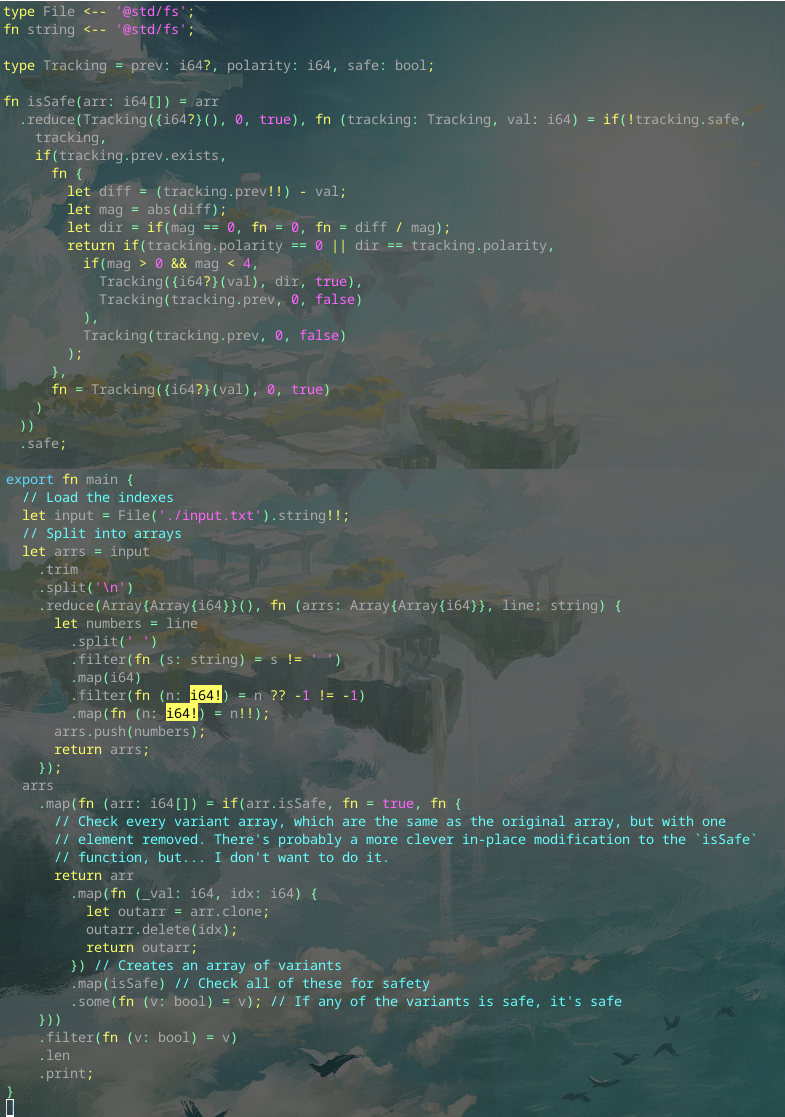 type File <-- '@std/fs';
fn string <-- '@std/fs';

type Tracking = prev: i64?, polarity: i64, safe: bool;

fn isSafe(arr: i64[]) = arr
  .reduce(Tracking({i64?}(), 0, true), fn (tracking: Tracking, val: i64) = if(!tracking.safe,
    tracking,
    if(tracking.prev.exists,
      fn {
        let diff = (tracking.prev!!) - val;
        let mag = abs(diff);
        let dir = if(mag == 0, fn = 0, fn = diff / mag);
        return if(tracking.polarity == 0 || dir == tracking.polarity,
          if(mag > 0 && mag < 4,
            Tracking({i64?}(val), dir, true),
            Tracking(tracking.prev, 0, false)
          ),
          Tracking(tracking.prev, 0, false)
        );
      },
      fn = Tracking({i64?}(val), 0, true)
    )
  ))
  .safe;

export fn main {
  // Load the indexes
  let input = File('./input.txt').string!!;
  // Split into arrays
  let arrs = input
    .trim
    .split('\n')
    .reduce(Array{Array{i64}}(), fn (arrs: Array{Array{i64}}, line: string) {
      let numbers = line
        .split(' ')
        .filter(fn (s: string) = s != ' ')
        .map(i64)
        .filter(fn (n: i64!) = n ?? -1 != -1)
        .map(fn (n: i64!) = n!!);
      arrs.push(numbers);
      return arrs;
    });
  arrs
    .map(fn (arr: i64[]) = if(arr.isSafe, fn = true, fn {
      // Check every variant array, which are the same as the original array, but with one
      // element removed. There's probably a more clever in-place modification to the `isSafe`
      // function, but... I don't want to do it.
      return arr
        .map(fn (_val: i64, idx: i64) {
          let outarr = arr.clone;
          outarr.delete(idx);
          return outarr;
        }) // Creates an array of variants
        .map(isSafe) // Check all of these for safety
        .some(fn (v: bool) = v); // If any of the variants is safe, it's safe
    }))
    .filter(fn (v: bool) = v)
    .len
    .print;
}